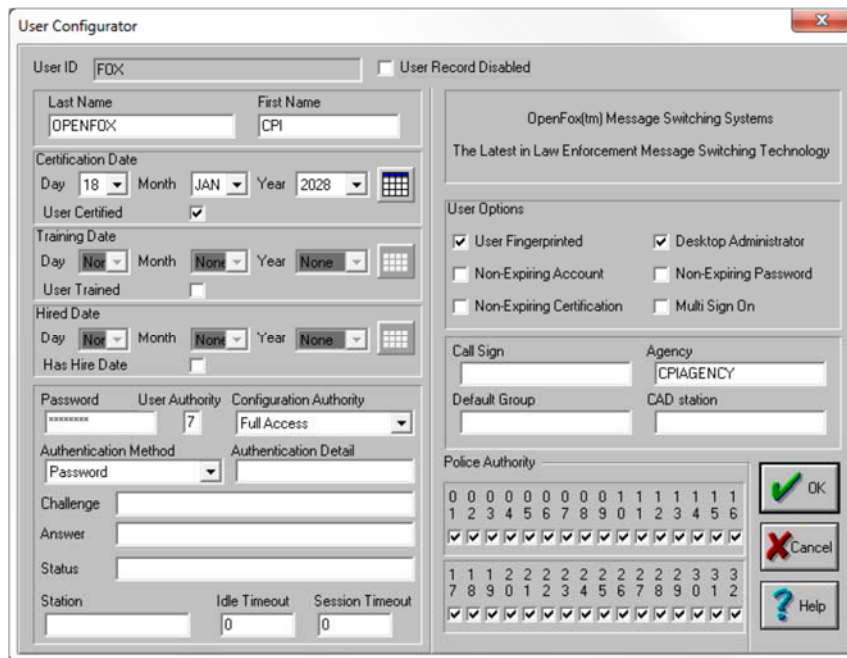 User Configurator
User ID FOX User Record Disabled
Last Name First Name
OPENFOX CPI
Certification Date
Day 18 Month JAN Year 2028
User Certified
Training Date
Day Nor Month None Year None
User Trained
Hired Date
Day Nor Month None Year None
Has Hire Date
Password User Authority Configuration Authority
******** 7 Full Access
Authentication Method Authentication Detail
Password
Challenge
Answer
Status
Station Idle Timeout Session Timeout
0 0
OpenFox(tm) Message Switching Systems
The Latest in Law Enforcement Message Switching Technology
User Options
User Fingerprinted Desktop Administrator
Non-Expiring Account Non-Expiring Password
Non-Expiring Certification Multi Sign On
Call Sign Agency
CPIAGENCY
Default Group CAD station
Police Authority
0 0 0 0 0 0 0 0 0 1 1 1 1 1 1 1
1 2 3 4 5 6 7 8 9 0 1 2 3 4 5 6
1 1 1 2 2 2 2 2 2 2 2 2 2 3 3 3
7 8 9 0 1 2 3 4 5 6 7 8 9 0 1 2
OK
Cancel
Help